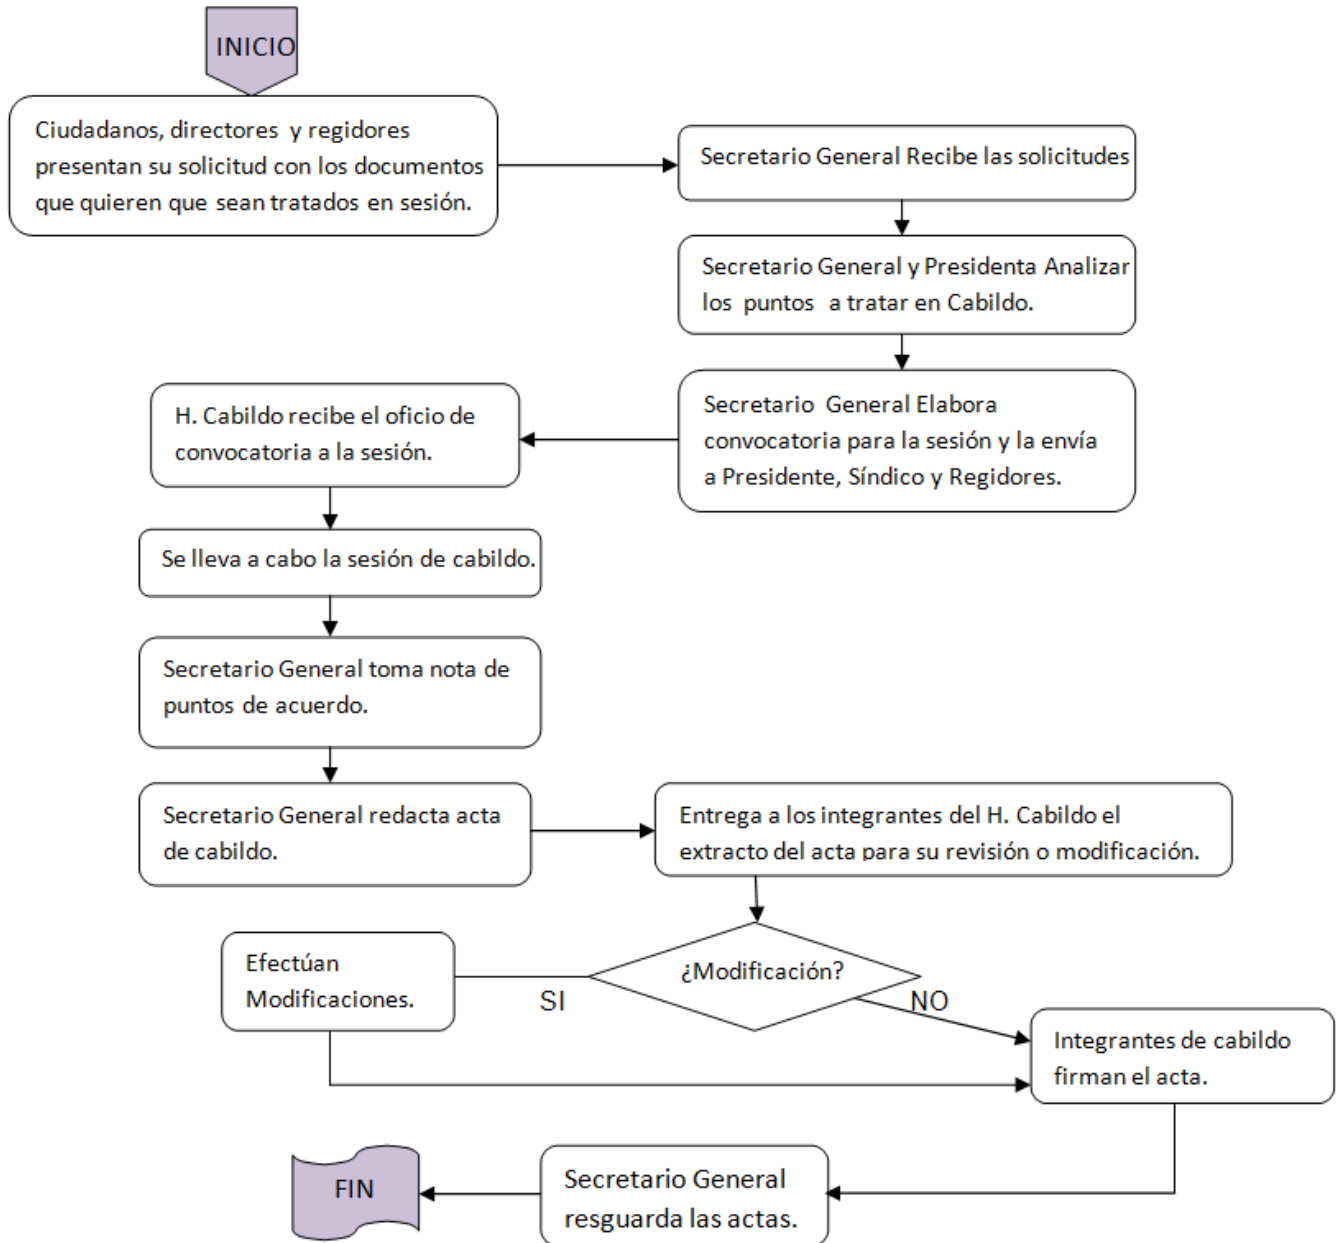 INICIO
Ciudadanos, directores y regidores
presentan su solicitud con los documentos
que quieren que sean tratados en sesión.
Secretario General Recibe las solicitudes
Secretario General y Presidenta Analizar
los puntos a tratar en Cabildo.
Secretario General Elabora
convocatoria para la sesión y la envía
a Presidente, Síndico y Regidores.
H. Cabildo recibe el oficio de
convocatoria a la sesión.
Se lleva a cabo la sesión de cabildo.
Secretario General toma nota de
puntos de acuerdo.
Secretario General redacta acta
de cabildo.
Entrega a los integrantes del H. Cabildo el
extracto del acta para su revisión o modificación.
¿Modificación?
SI
NO
Efectúan
Modificaciones.
Integrantes de cabildo
firman el acta.
Secretario General
resguarda las actas.
FIN